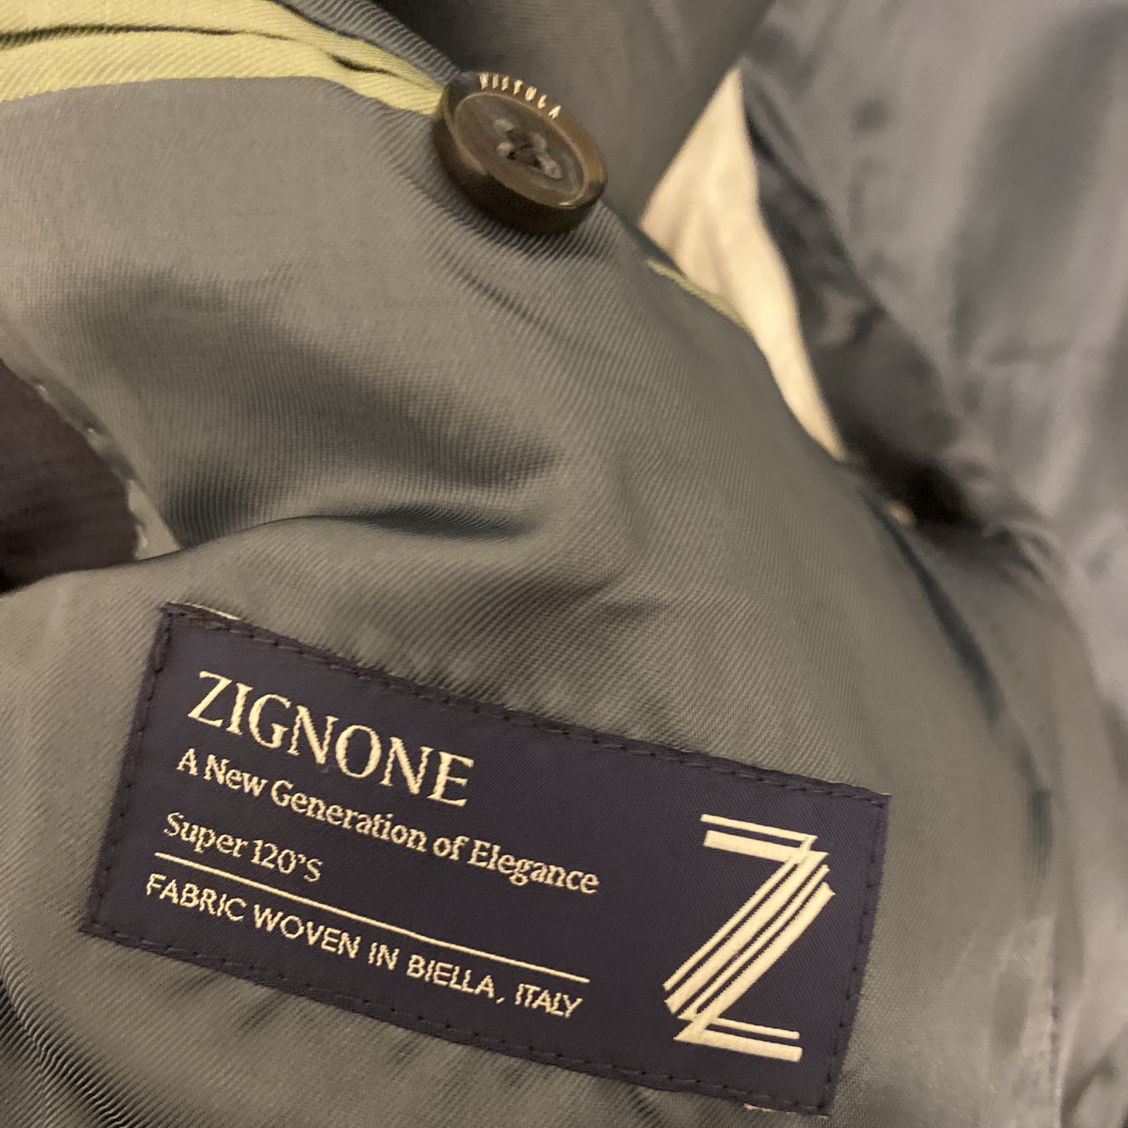 VISTULA
ZIGNONE
A New Generation of Elegance
Super 120'S
FABRIC WOVEN IN BIELLA, ITALY
Z